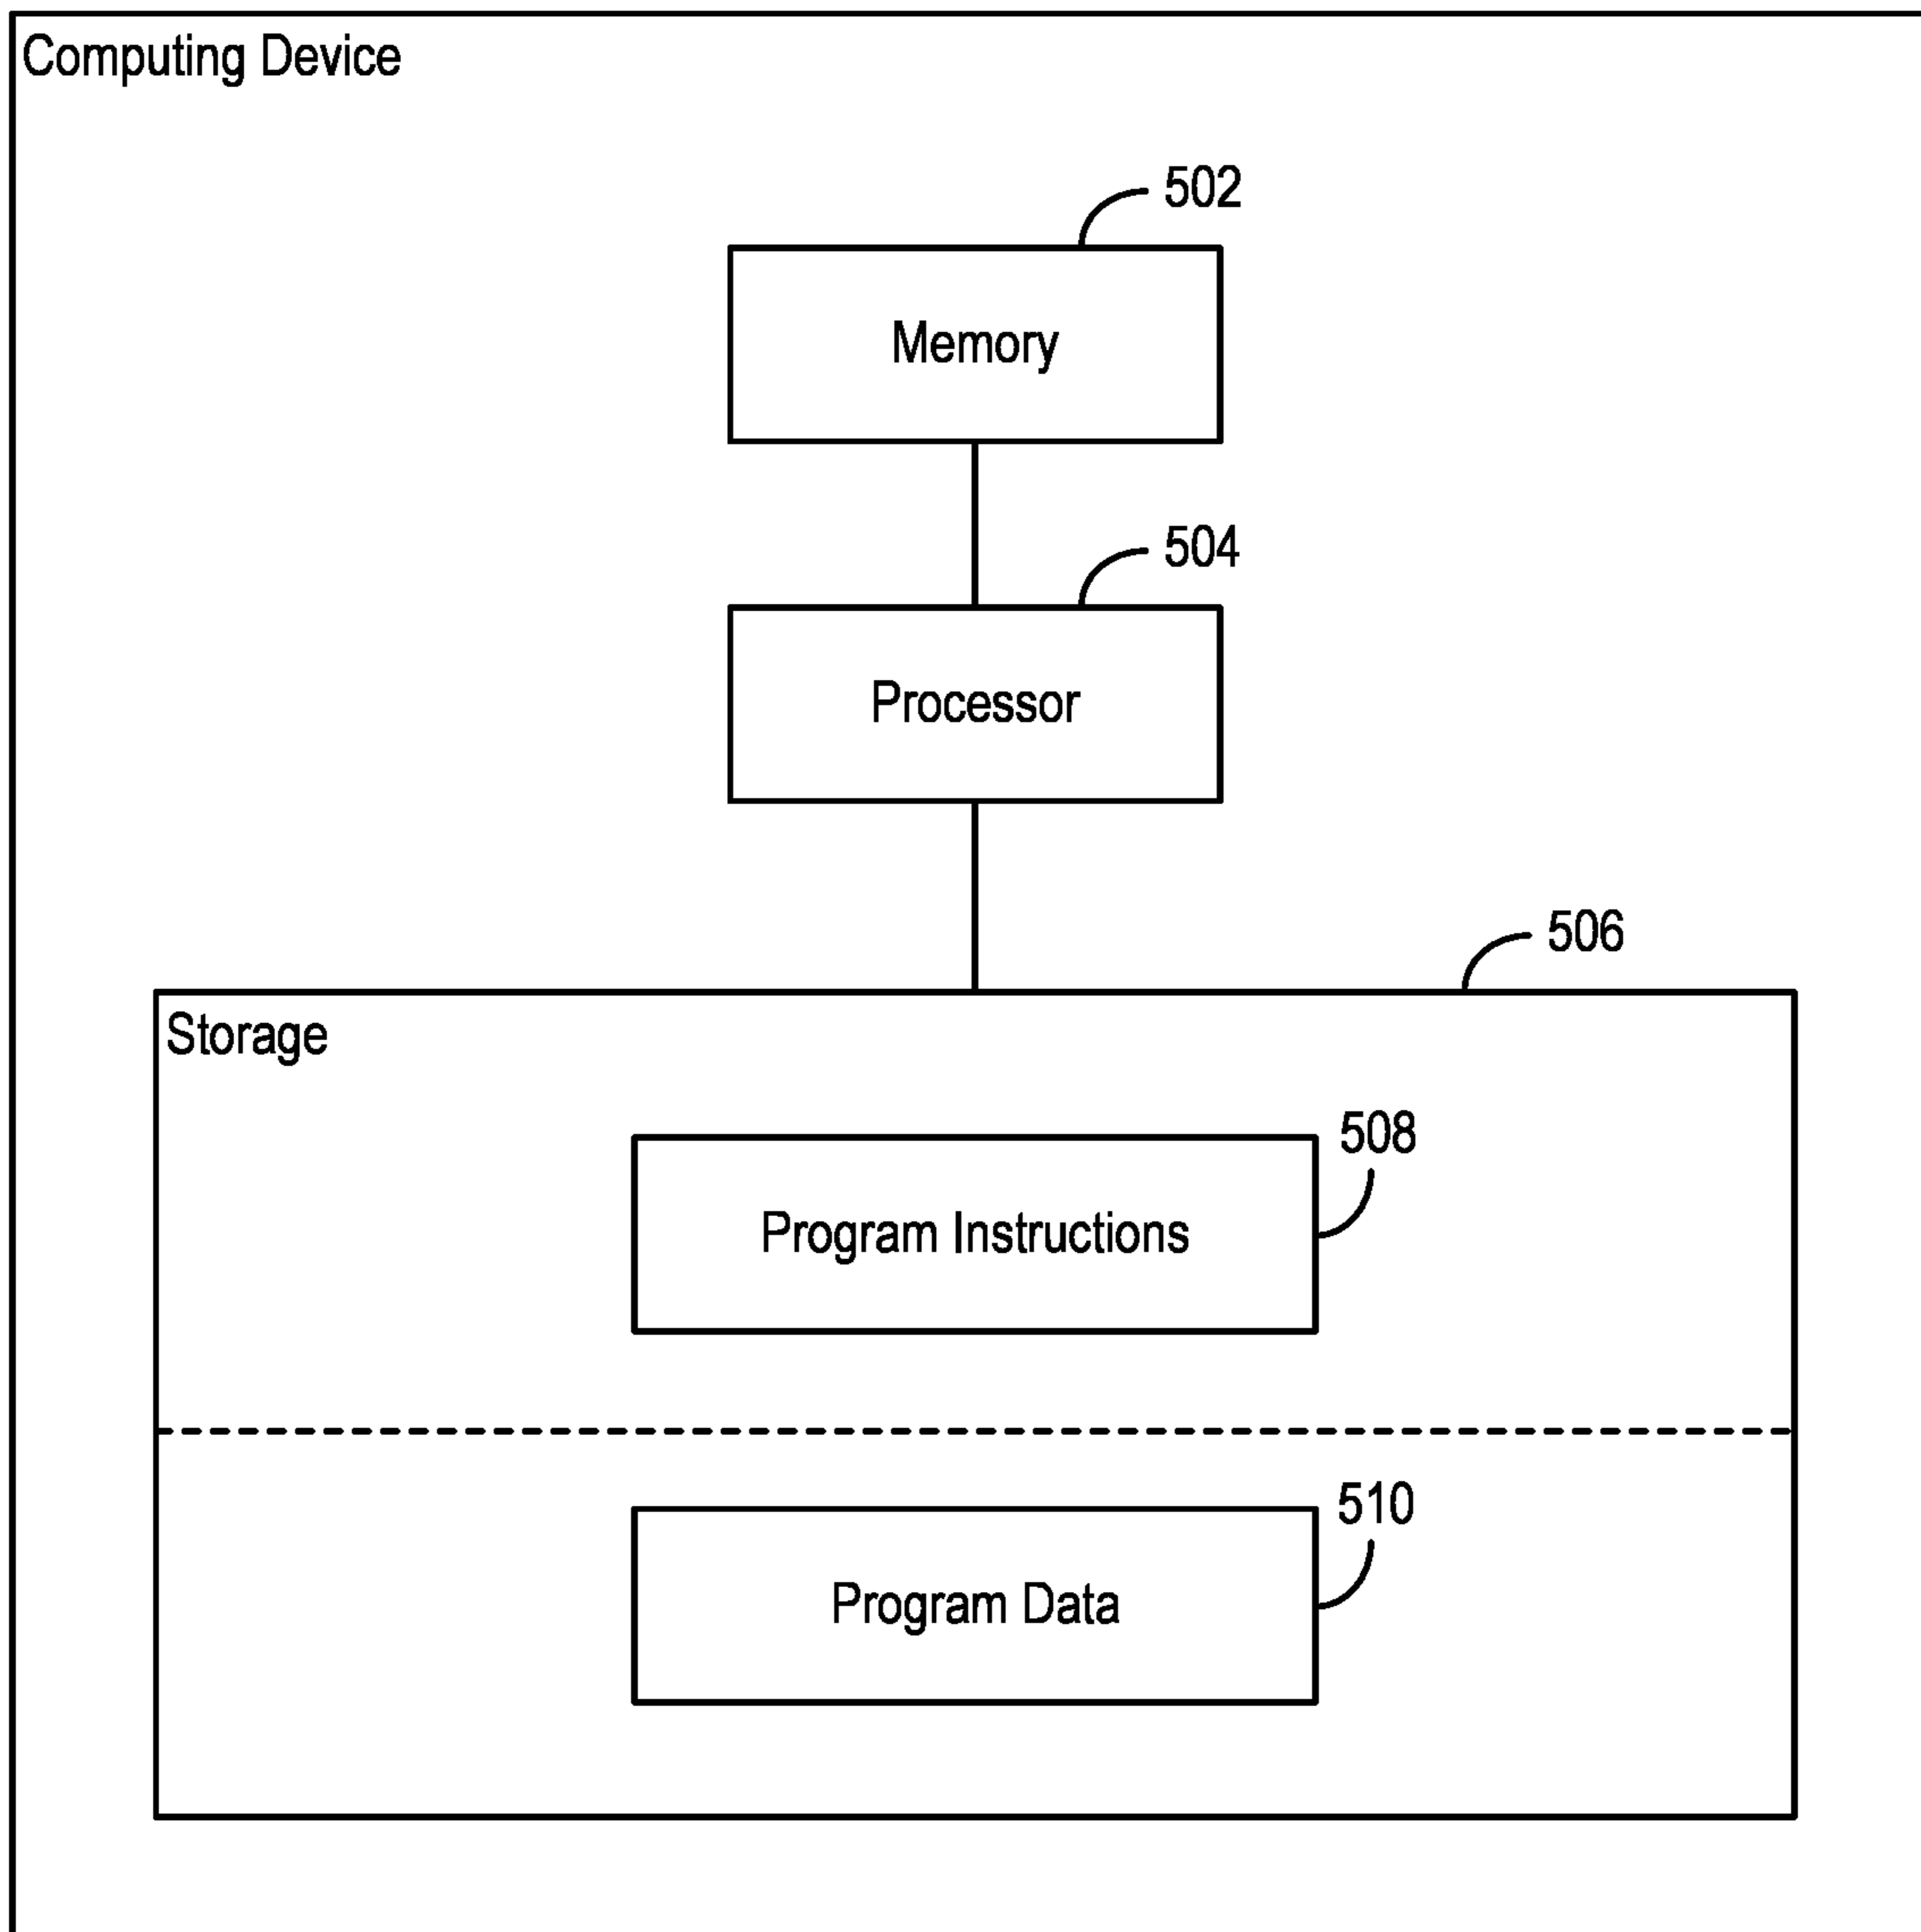 Computing Device
502
Memory
504
Processor
506
Storage
508
Program Instructions
510
Program Data